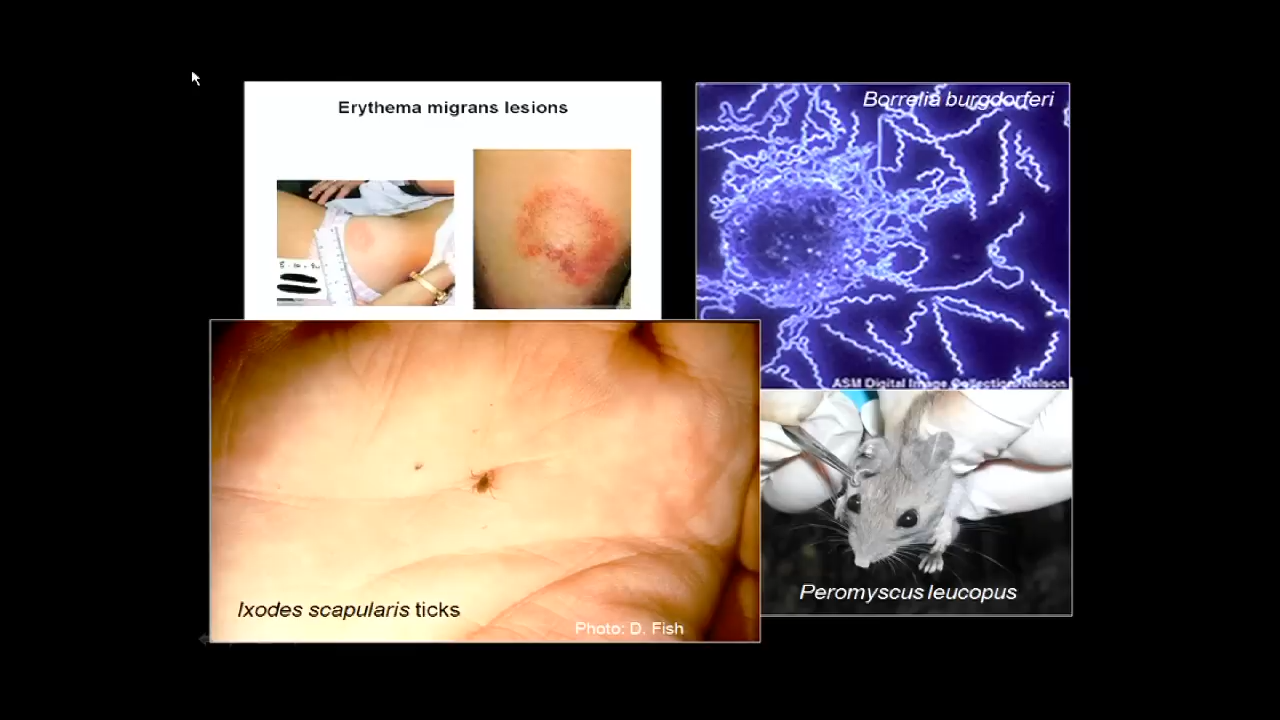 Erythema migrans lesions
Borrelia burgdorferi
ASM Digital Image Collection/Nelson
Ixodes scapularis ticks
Photo: D. Fish
Peromyscus leucopus